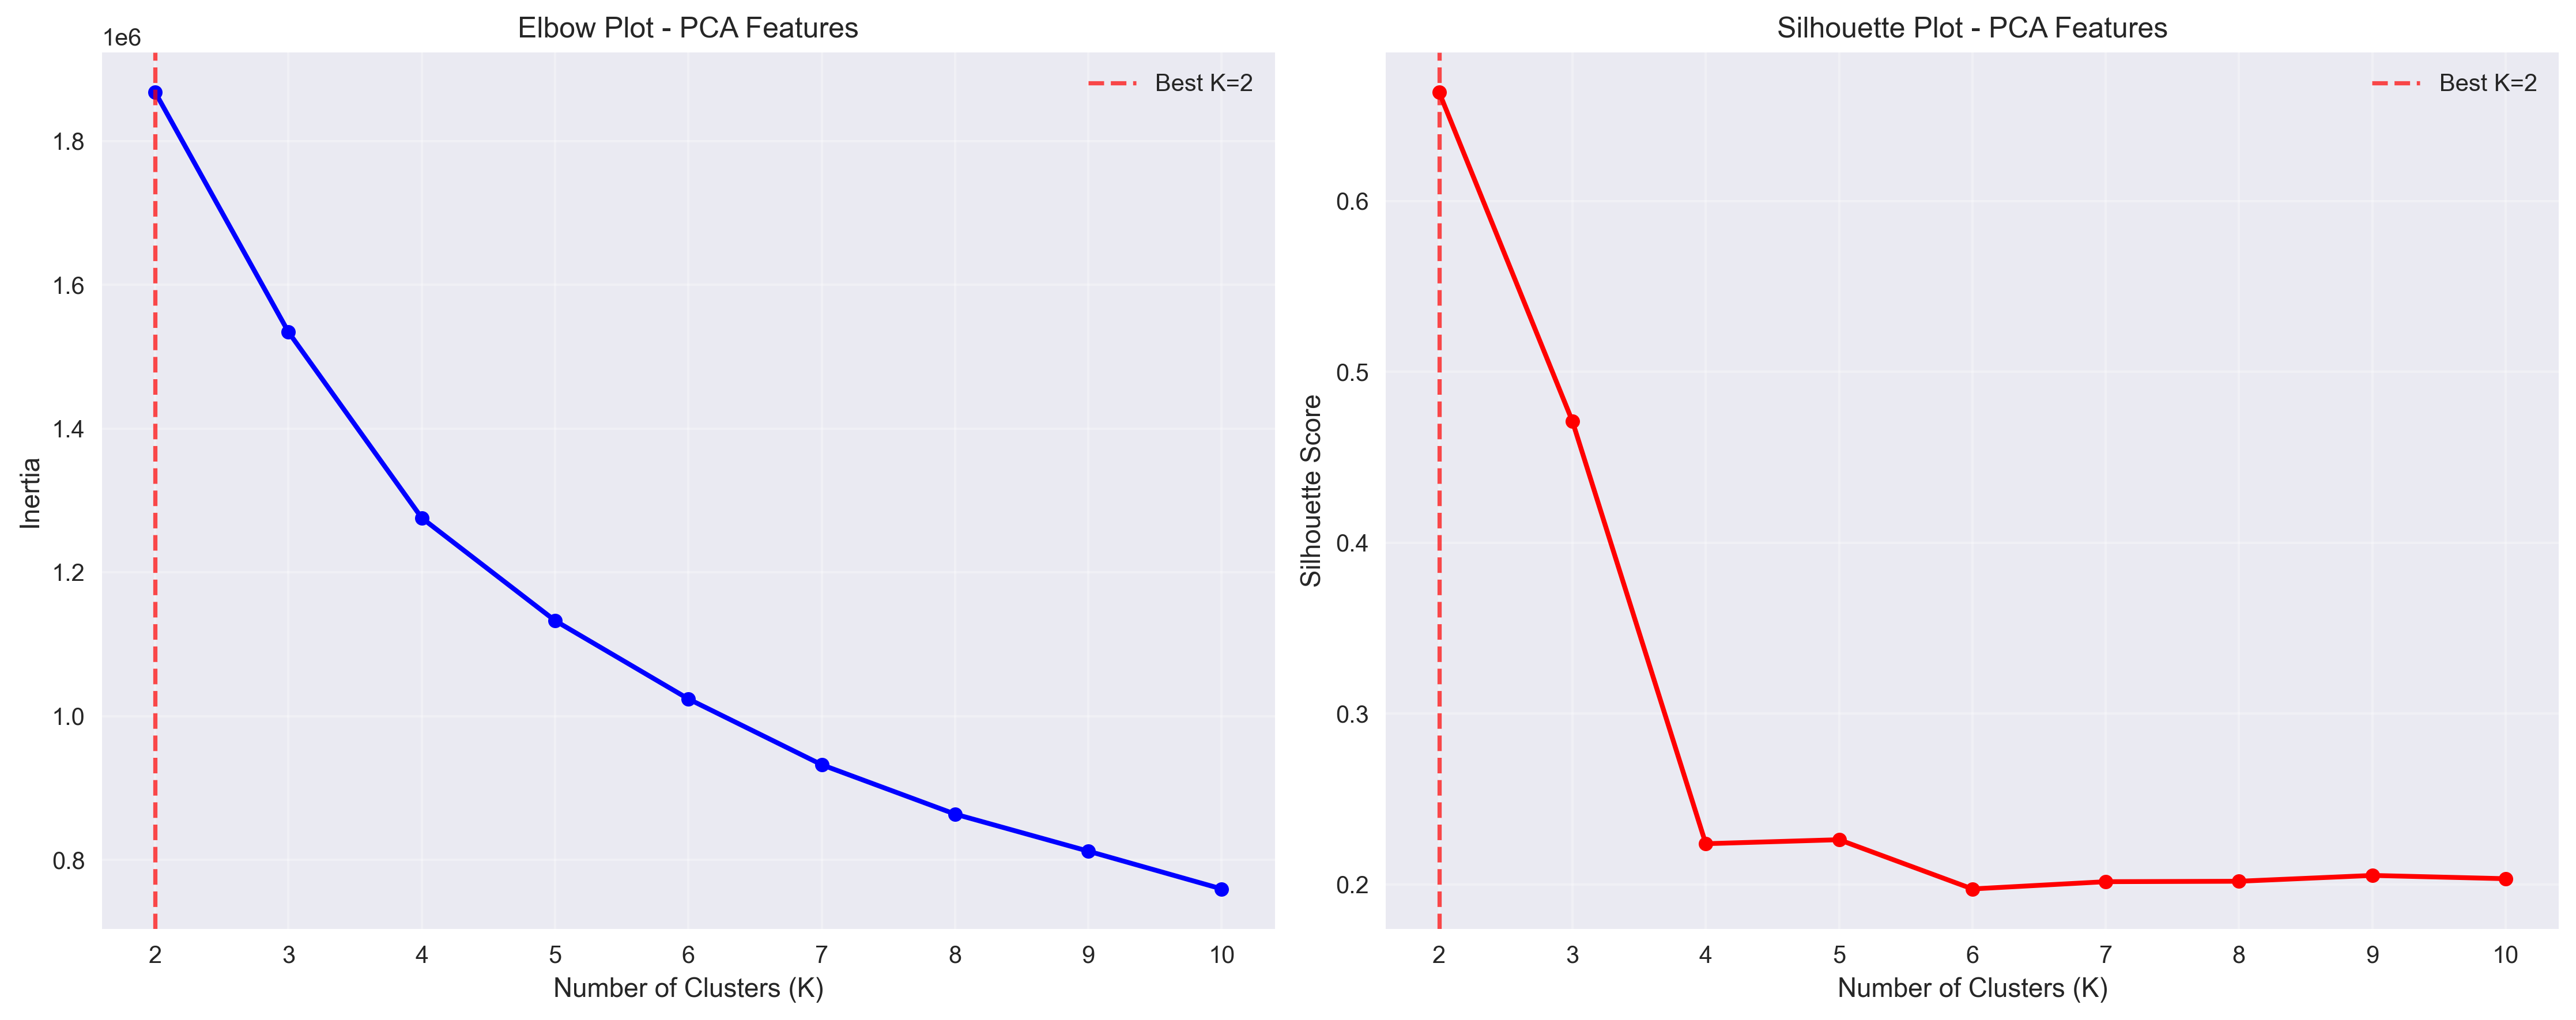 Elbow Plot - PCA Features
1e6
Best K=2
1.8
1.6
1.4
1.2
1.0
0.8
Inertia
2 3 4 5 6 7 8 9 10
Number of Clusters (K)
Silhouette Plot - PCA Features
Best K=2
0.6
0.5
0.4
0.3
0.2
Silhouette Score
2 3 4 5 6 7 8 9 10
Number of Clusters (K)